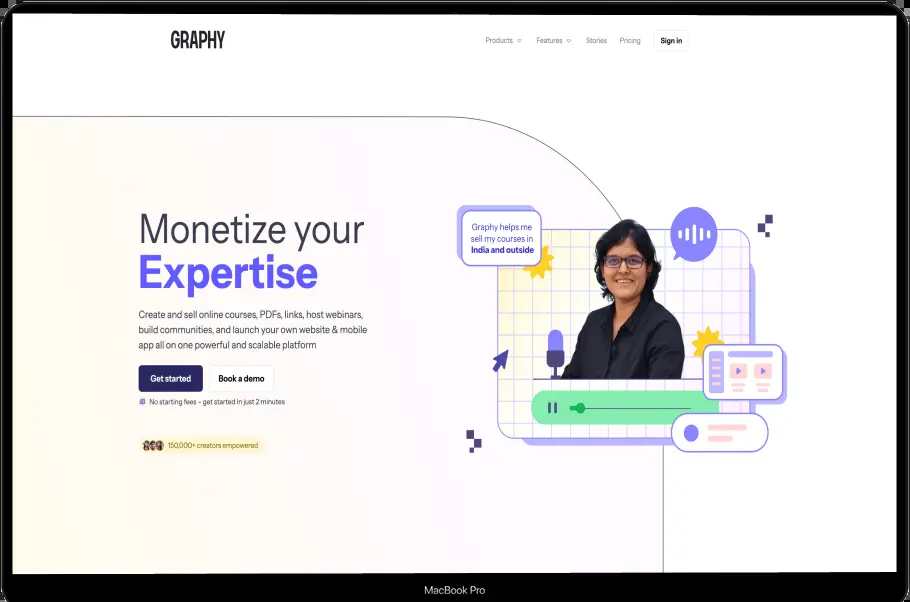 GRAPHY
Products
Features
Stories
Pricing
Sign in
Monetize your
Expertise
Create and sell online courses, PDFs, links, host webinars,
build communities, and launch your own website & mobile
app all on one powerful and scalable platform
Get started
Book a demo
No starting fees – get started in just 2 minutes
150,000+ creators empowered
Graphy helps me
sell my courses in
India and outside
MacBook Pro